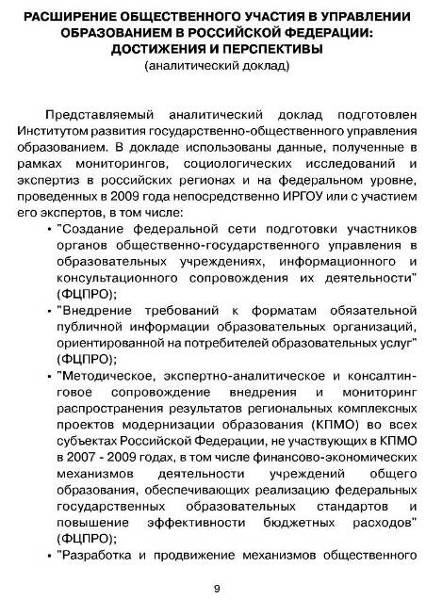 РАСШИРЕНИЕ ОБЩЕСТВЕННОГО УЧАСТИЯ В УПРАВЛЕНИИ
ОБРАЗОВАНИЕМ В РОССИЙСКОЙ ФЕДЕРАЦИИ:
ДОСТИЖЕНИЯ И ПЕРСПЕКТИВЫ
(аналитический доклад)
Представляемый аналитический доклад подготовлен
Институтом развития государственно-общественного управления
образованием. В докладе использованы данные, полученные в
рамках мониторингов, социологических исследований и
экспертиз в российских регионах и на федеральном уровне,
проведенных в 2009 года непосредственно ИРГОУ или с участием
его экспертов, в том числе:
• "Создание федеральной сети подготовки участников
органов общественно-государственного управления в
образовательных учреждениях, информационного и
консультационного сопровождения их деятельности"
(ФЦПРО);
• "Внедрение требований к форматам обязательной
публичной информации образовательных организаций,
ориентированной на потребителей образовательных услуг"
(ФЦПРО);
• "Методическое, экспертно-аналитическое и консалтин-
говое сопровождение внедрения и мониторинг
распространения результатов региональных комплексных
проектов модернизации образования (КПМО) во всех
субъектах Российской Федерации, не участвующих в КПМО
в 2007 - 2009 годах, в том числе финансово-экономических
механизмов деятельности учреждений общего
образования, обеспечивающих реализацию федеральных
государственных образовательных стандартов и
повышение эффективности бюджетных расходов"
(ФЦПРО);
• "Разработка и продвижение механизмов общественного
9